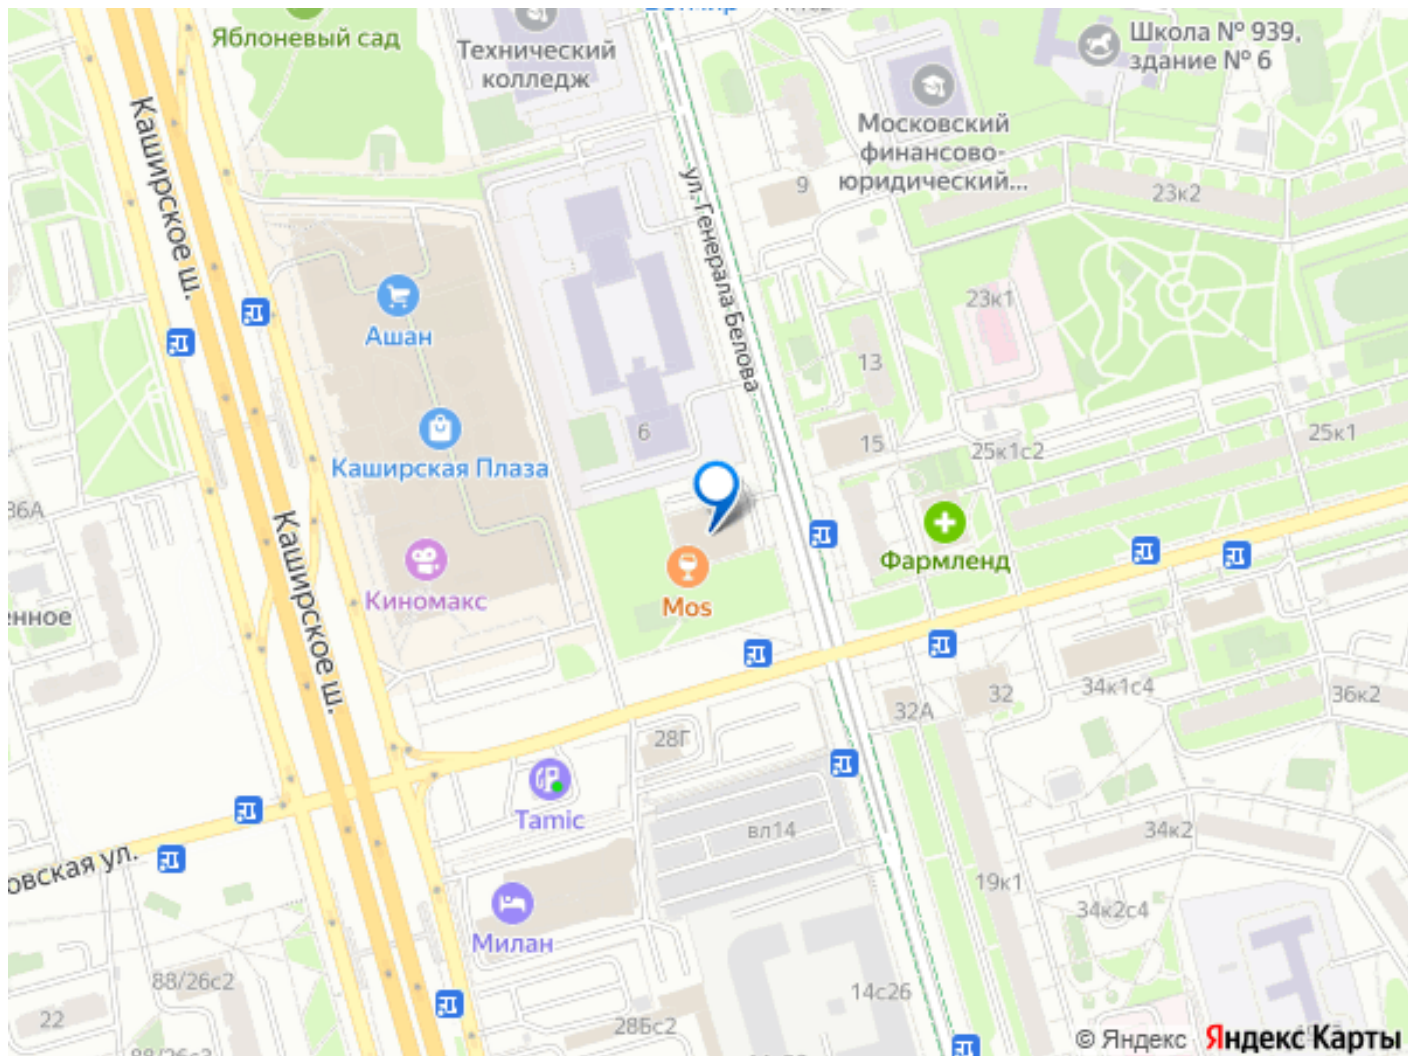 Яблоневый сад
Технический
колледж
Школа № 939,
здание № 6
Московский
финансово-
юридический...
Каширское ш.
ул. Генерала Белова
9
23к2
23к1
Ашан
13
Каширская Плаза
6
15
25к1с2
25к1
36А
Фармленд
Киномакс
Mos
енное
32А
32
34к1с4
36к2
Каширское ш.
28Г
Tamic
вл14
34к2
овская ул.
19к1
34к2с4
Милан
88/26с2
14с26
22
28Бс2
© Яндекс Яндекс Карты